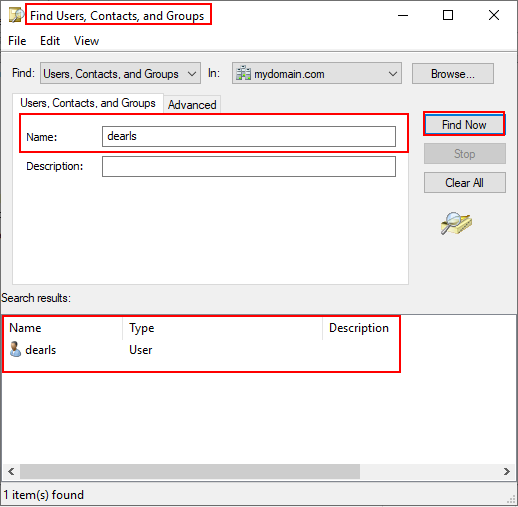 Find Users, Contacts, and Groups
File Edit View
Find: Users, Contacts, and Groups In: mydomain.com Browse...
Users, Contacts, and Groups Advanced
Name: dearls
Find Now
Description:
Stop
Clear All
Search results:
Name Type Description
dearls User
1 item(s) found